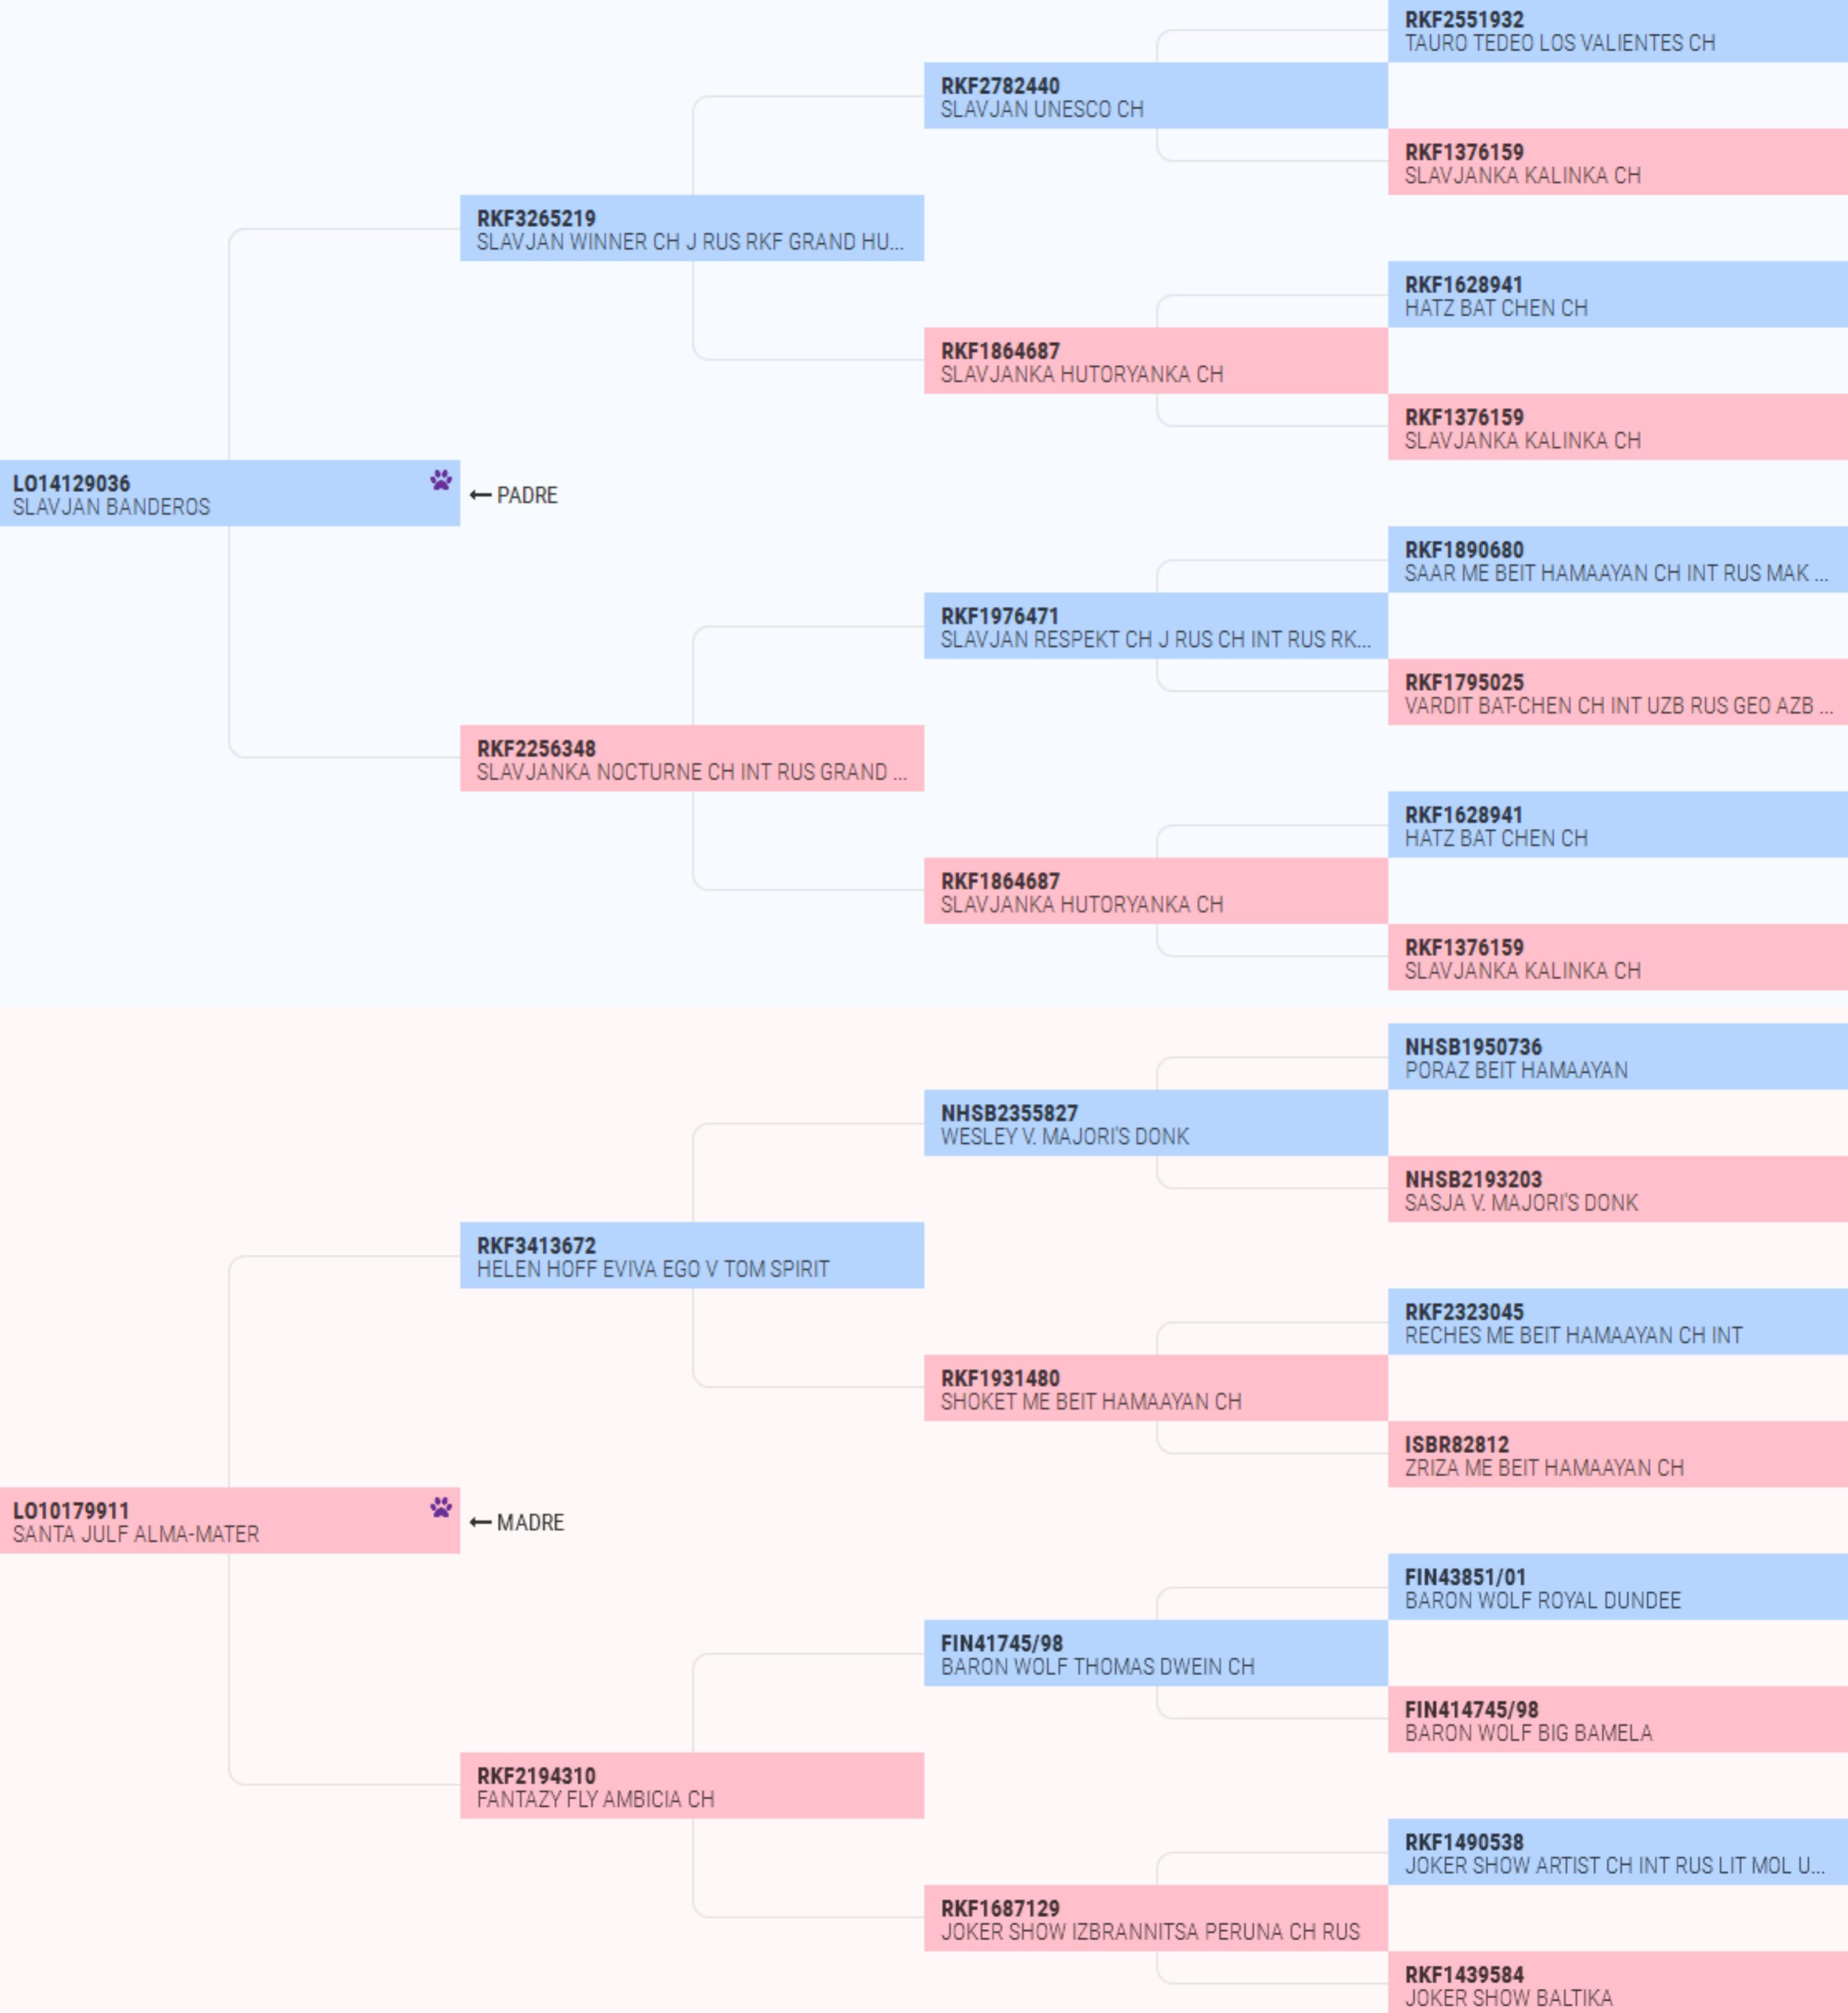 RKF2551932
TAURO TEDEO LOS VALIENTES CH
RKF2782440
SLAVJAN UNESCO CH
RKF1376159
SLAVJANKA KALINKA CH
RKF3265219
SLAVJAN WINNER CH J RUS RKF GRAND HU...
RKF1628941
HATZ BAT CHEN CH
RKF1864687
SLAVJANKA HUTORYANKA CH
RKF1376159
SLAVJANKA KALINKA CH
LO14129036
SLAVJAN BANDEROS
← PADRE
RKF1890680
SAAR ME BEIT HAMAAYAN CH INT RUS MAK ...
RKF1976471
SLAVJAN RESPEKT CH J RUS CH INT RUS RK...
RKF1795025
VARDIT BAT-CHEN CH INT UZB RUS GEO AZB ...
RKF2256348
SLAVJANKA NOCTURNE CH INT RUS GRAND ...
RKF1628941
HATZ BAT CHEN CH
RKF1864687
SLAVJANKA HUTORYANKA CH
RKF1376159
SLAVJANKA KALINKA CH
NHSB1950736
PORAZ BEIT HAMAAYAN
NHSB2355827
WESLEY V. MAJORI'S DONK
NHSB2193203
SASJA V. MAJORI'S DONK
RKF3413672
HELEN HOFF EVIVA EGO V TOM SPIRIT
RKF2323045
RECHES ME BEIT HAMAAYAN CH INT
RKF1931480
SHOKET ME BEIT HAMAAYAN CH
ISBR82812
ZRIZA ME BEIT HAMAAYAN CH
LO10179911
SANTA JULF ALMA-MATER
← MADRE
FIN43851/01
BARON WOLF ROYAL DUNDEE
FIN41745/98
BARON WOLF THOMAS DWEIN CH
FIN414745/98
BARON WOLF BIG BAMELA
RKF2194310
FANTAZY FLY AMBICIA CH
RKF1490538
JOKER SHOW ARTIST CH INT RUS LIT MOL U...
RKF1687129
JOKER SHOW IZBRANNITSA PERUNA CH RUS
RKF1439584
JOKER SHOW BALTIKA